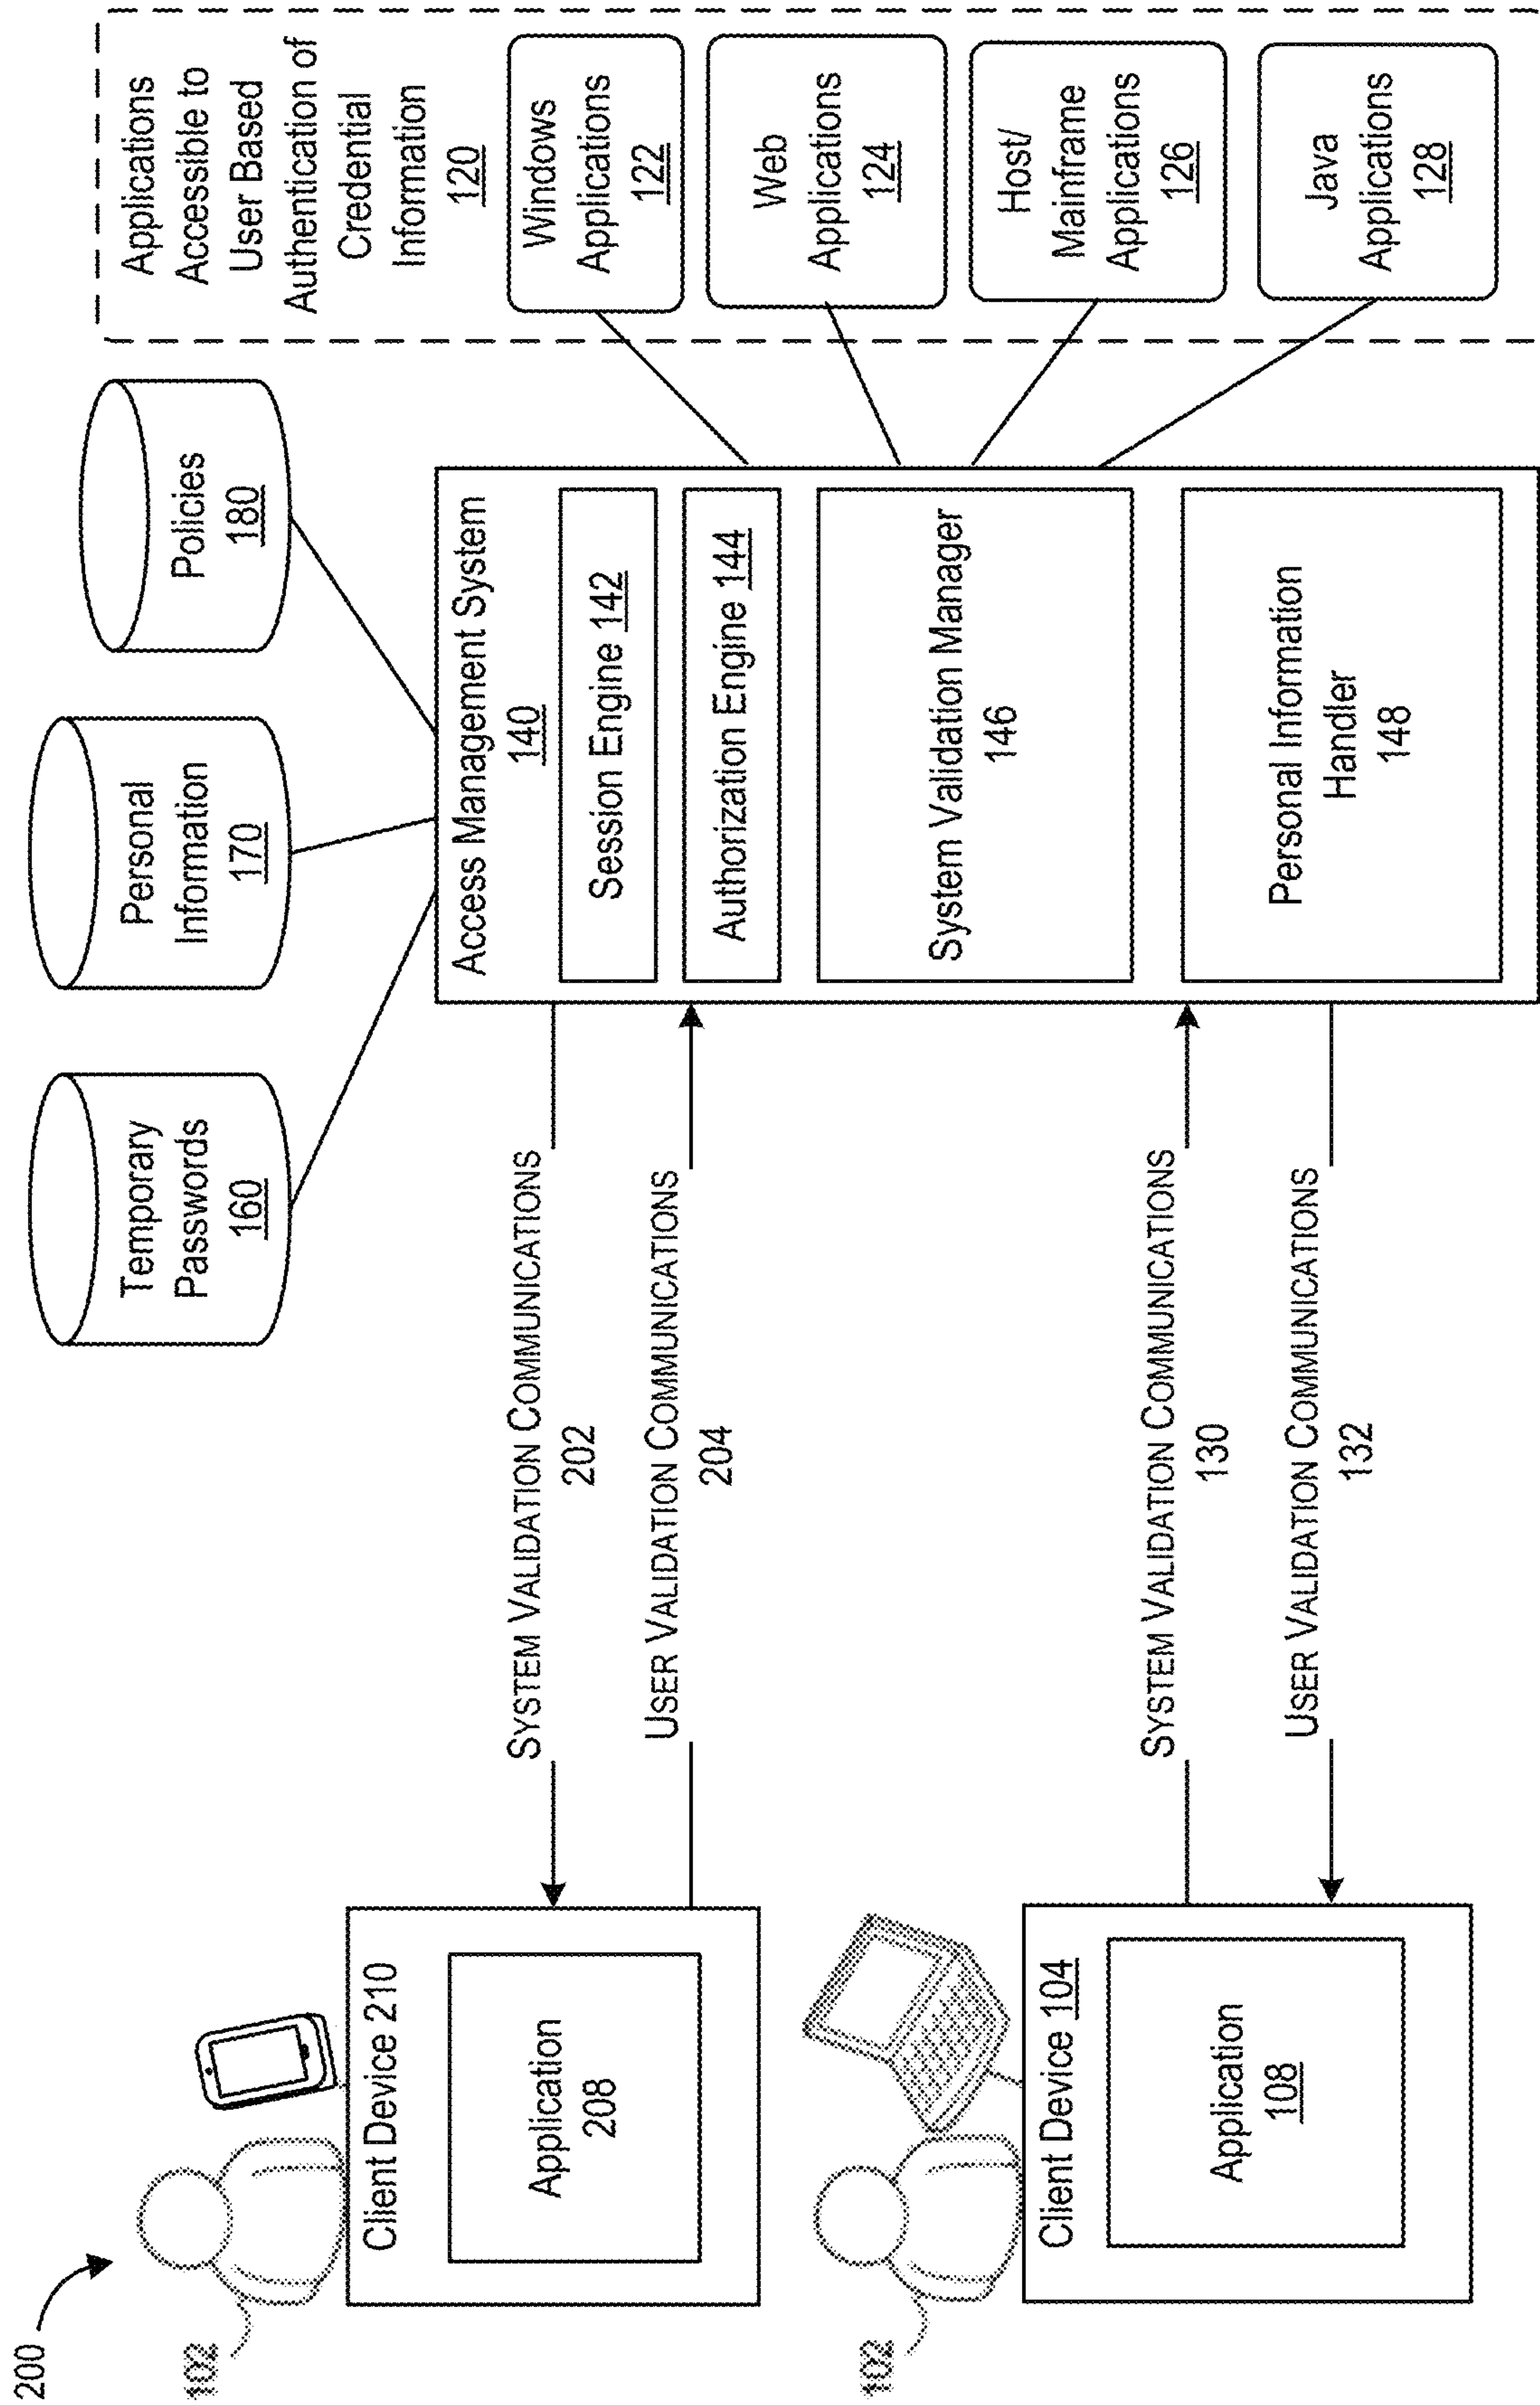 200
102
Client Device 210
Application
208
102
Client Device 104
Application
108
SYSTEM VALIDATION COMMUNICATIONS
202
USER VALIDATION COMMUNICATIONS
204
SYSTEM VALIDATION COMMUNICATIONS
130
USER VALIDATION COMMUNICATIONS
132
Temporary
Passwords
160
Personal
Information
170
Policies
180
Access Management System
140
Session Engine 142
Authorization Engine 144
System Validation Manager
146
Personal Information
Handler
148
Applications
Accessible to
User Based
Authentication of
Credential
Information
120
Windows
Applications
122
Web
Applications
124
Host/
Mainframe
Applications
126
Java
Applications
128